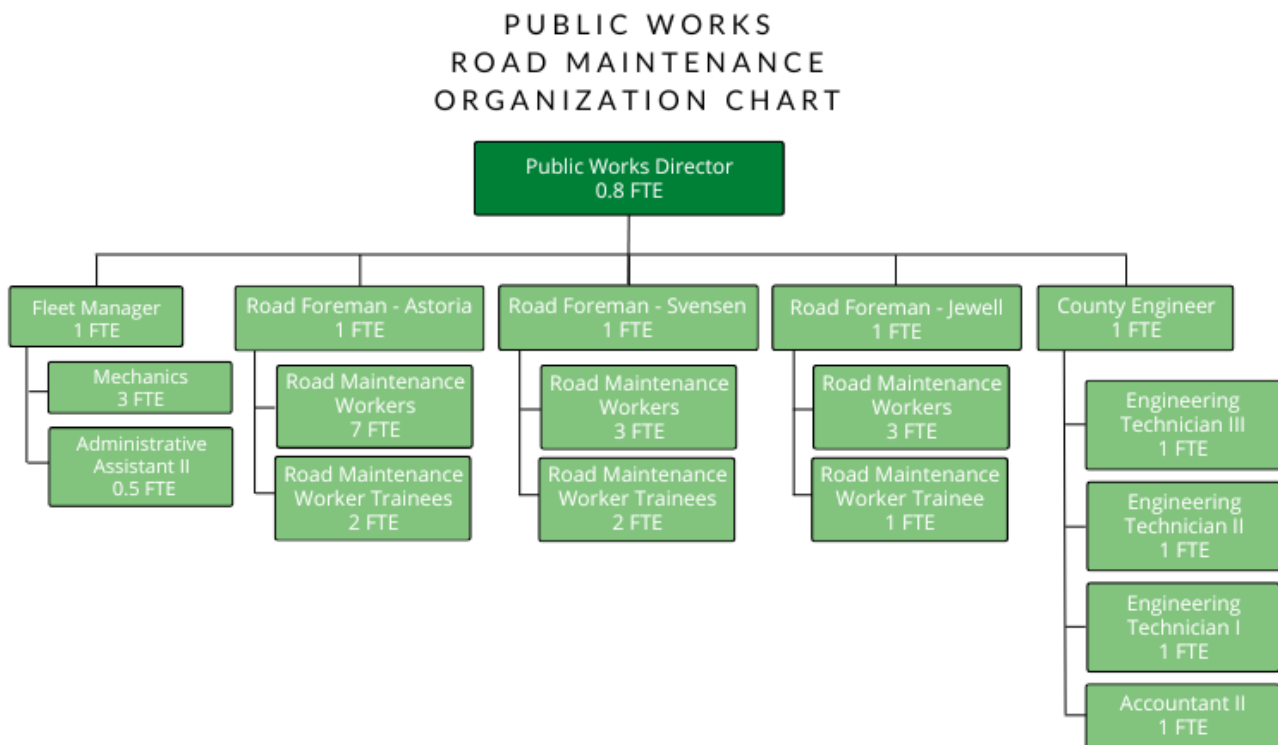 PUBLIC WORKS
ROAD MAINTENANCE
ORGANIZATION CHART
Public Works Director
0.8 FTE
Fleet Manager
1 FTE
Mechanics
3 FTE
Administrative
Assistant II
0.5 FTE
Road Foreman - Astoria
1 FTE
Road Maintenance
Workers
7 FTE
Road Maintenance
Worker Trainees
2 FTE
Road Foreman - Svensen
1 FTE
Road Maintenance
Workers
3 FTE
Road Maintenance
Worker Trainees
2 FTE
Road Foreman - Jewell
1 FTE
Road Maintenance
Workers
3 FTE
Road Maintenance
Worker Trainee
1 FTE
County Engineer
1 FTE
Engineering
Technician III
1 FTE
Engineering
Technician II
1 FTE
Engineering
Technician I
1 FTE
Accountant II
1 FTE